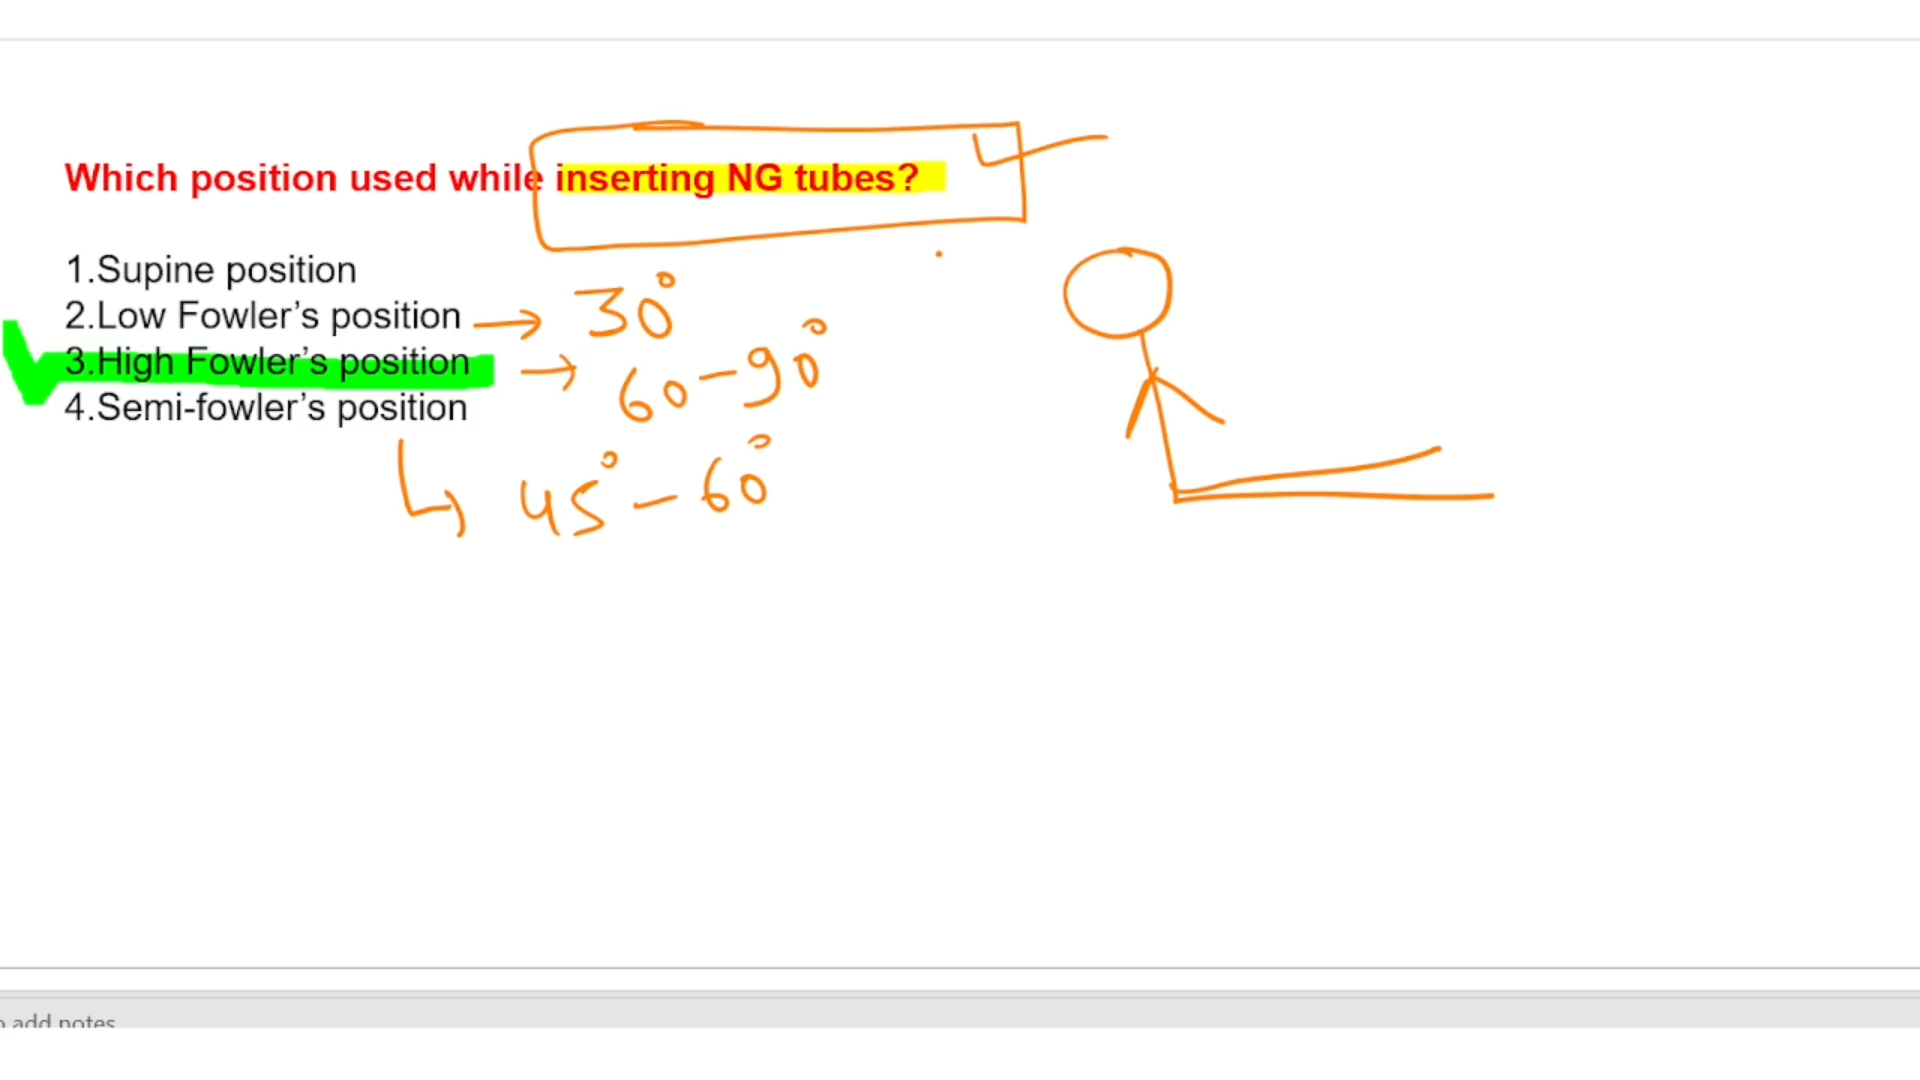 Which position used while inserting NG tubes?
1.Supine position
2.Low Fowler’s position → 30°
3.High Fowler’s position → 60-90°
4.Semi-fowler’s position
45° - 60°
add notes